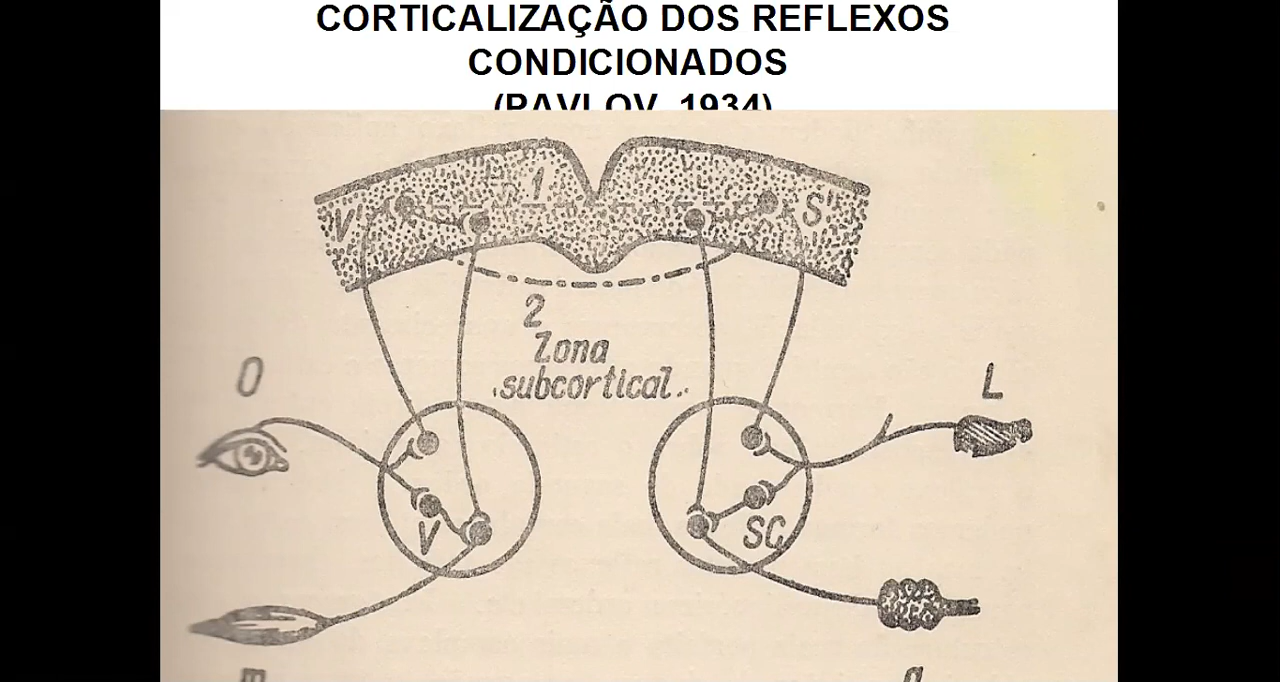 CORTICALIZAÇÃO DOS REFLEXOS
CONDICIONADOS
(PAVLOV, 1934)
1
V'
S'
2
Zona
subcortical
O
L
V
SC